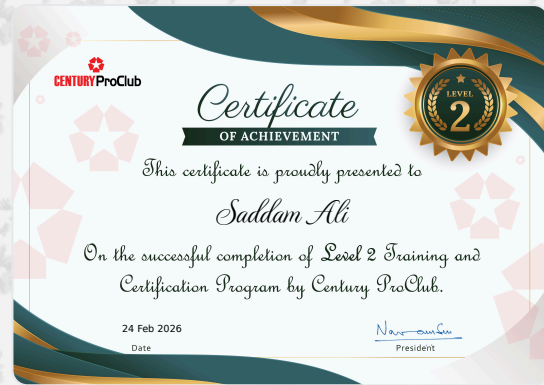 CENTURY ProClub
LEVEL
2
Certificate
OF ACHIEVEMENT
This certificate is proudly presented to
Saddam Ali
On the successful completion of Level 2 Training and
Certification Program by Century ProClub.
24 Feb 2026
Date
President